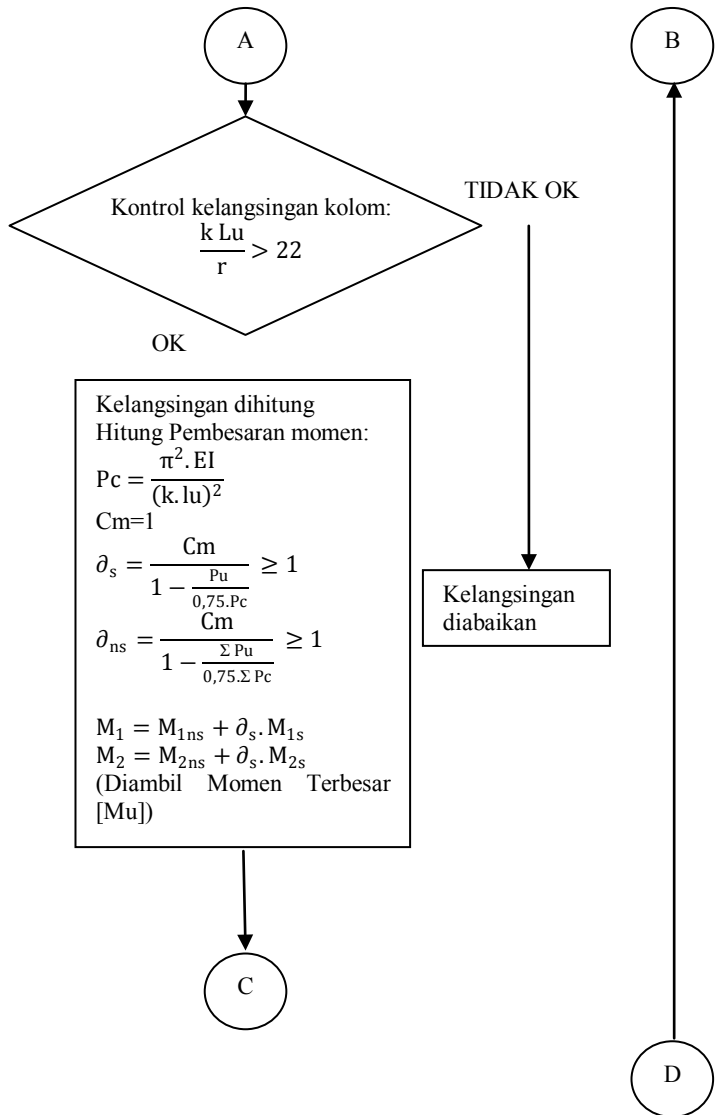 A
B
Kontrol kelangsingan kolom:
k Lu / r > 22
TIDAK OK
OK
Kelangsingan dihitung
Hitung Pembesaran momen:
Pc = π². EI / (k. lu)²
Cm=1
∂s = Cm / (1 − Pu / 0,75.Pc) ≥ 1
∂ns = Cm / (1 − Σ Pu / 0,75.Σ Pc) ≥ 1
M₁ = M₁ns + ∂s. M₁s
M₂ = M₂ns + ∂s. M₂s
(Diambil Momen Terbesar
[Mu])
Kelangsingan
diabaikan
C
D